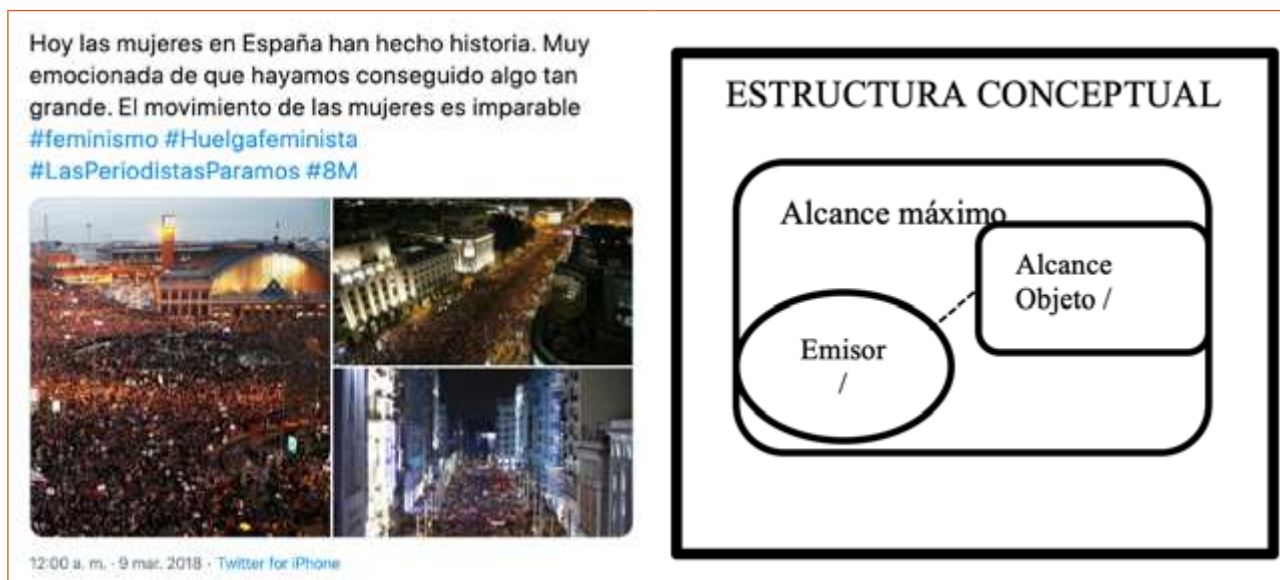 Hoy las mujeres en España han hecho historia. Muy
emocionada de que hayamos conseguido algo tan
grande. El movimiento de las mujeres es imparable
#feminismo #Huelgafeminista
#LasPeriodistasParamos #8M
12:00 a. m. · 9 mar. 2018 · Twitter for iPhone
ESTRUCTURA CONCEPTUAL
Alcance máximo
Alcance
Objeto /
Emisor
/